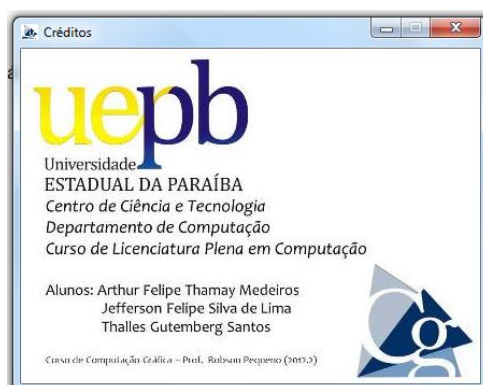 Créditos
uepb
Universidade
ESTADUAL DA PARAÍBA
Centro de Ciência e Tecnologia
Departamento de Computação
Curso de Licenciatura Plena em Computação
Alunos: Arthur Felipe Thamay Medeiros
Jefferson Felipe Silva de Lima
Thalles Gutemberg Santos
Curso de Computação Gráfica – Prof. Robson Pequeno (2012.2)
Cg